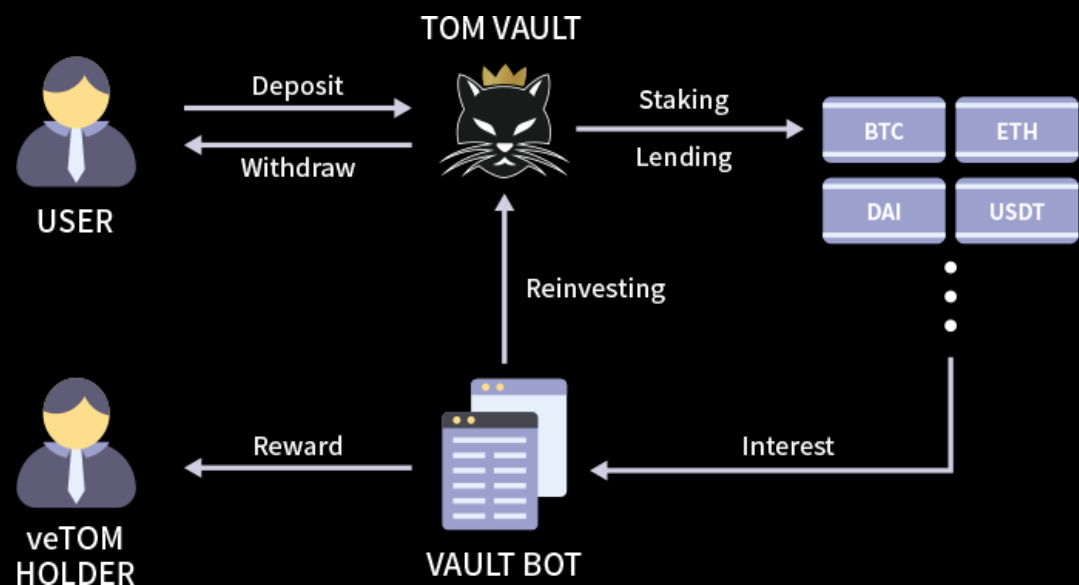 TOM VAULT
Deposit
Withdraw
USER
Staking
Lending
BTC
ETH
DAI
USDT
Reinvesting
Reward
Interest
veTOM
HOLDER
VAULT BOT